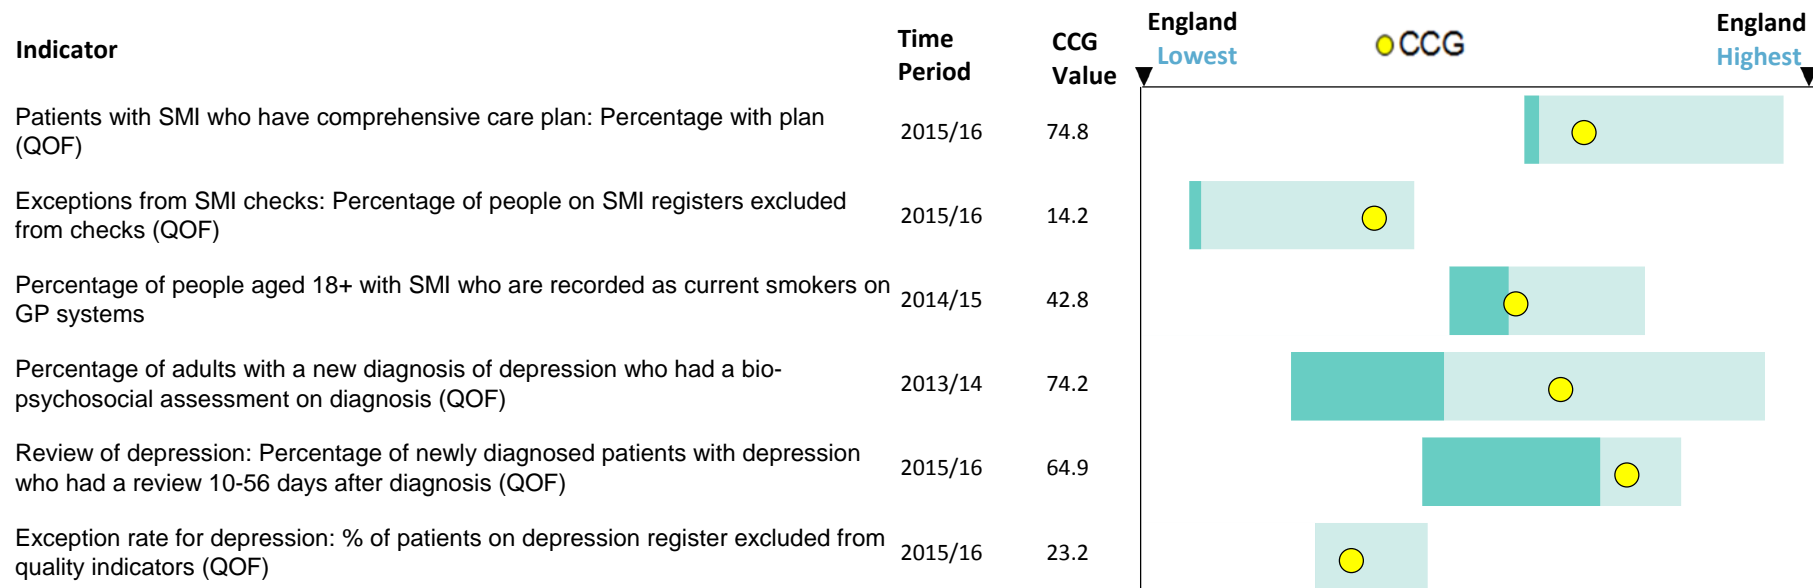 Indicator
Time Period
CCG Value
England Lowest
CCG
England Highest
Patients with SMI who have comprehensive care plan: Percentage with plan
(QOF)
2015/16
74.8
Exceptions from SMI checks: Percentage of people on SMI registers excluded
from checks (QOF)
2015/16
14.2
Percentage of people aged 18+ with SMI who are recorded as current smokers on
GP systems
2014/15
42.8
Percentage of adults with a new diagnosis of depression who had a bio-
psychosocial assessment on diagnosis (QOF)
2013/14
74.2
Review of depression: Percentage of newly diagnosed patients with depression
who had a review 10-56 days after diagnosis (QOF)
2015/16
64.9
Exception rate for depression: % of patients on depression register excluded from
quality indicators (QOF)
2015/16
23.2